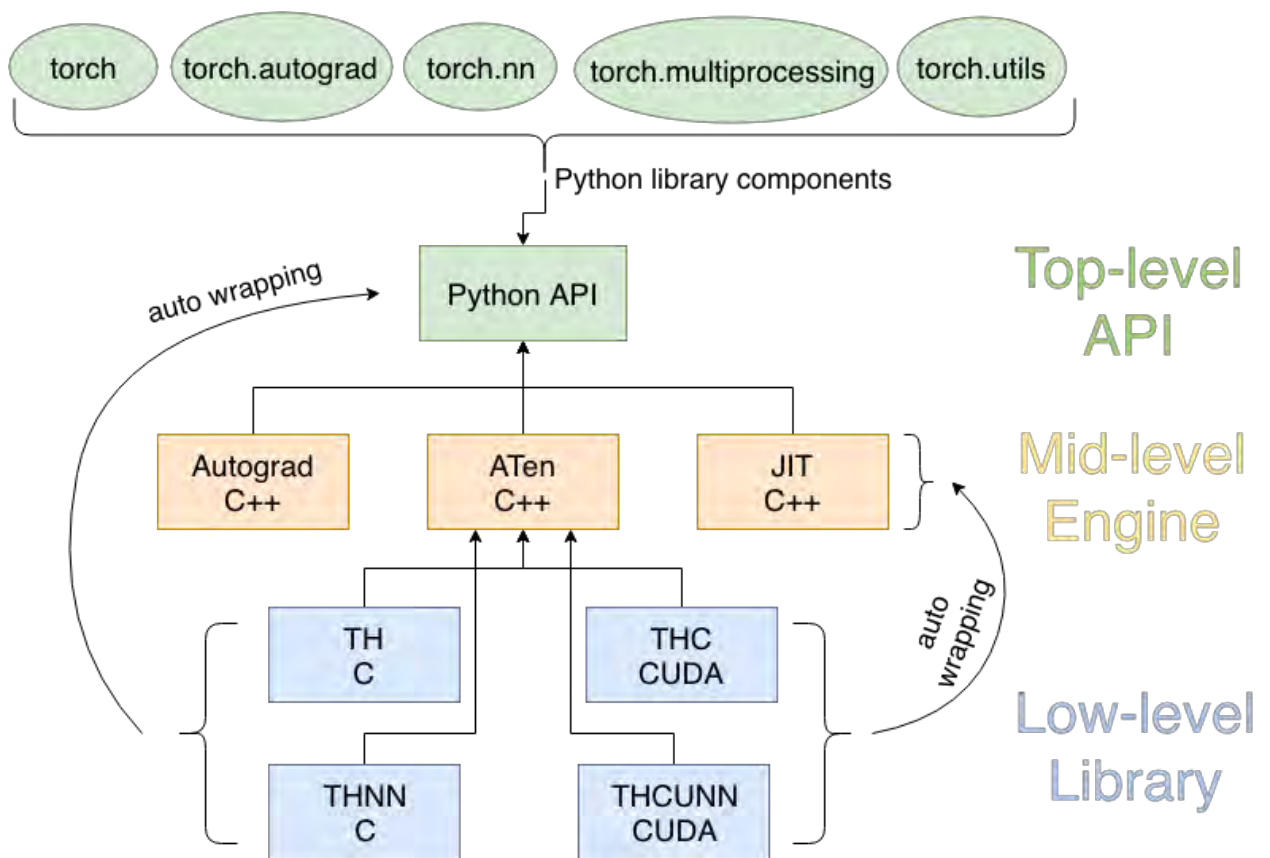 torch
torch.autograd
torch.nn
torch.multiprocessing
torch.utils
Python library components
auto wrapping
Python API
Top-level
API
Autograd
C++
ATen
C++
JIT
C++
Mid-level
Engine
TH
C
THC
CUDA
auto
wrapping
THNN
C
THCUNN
CUDA
Low-level
Library